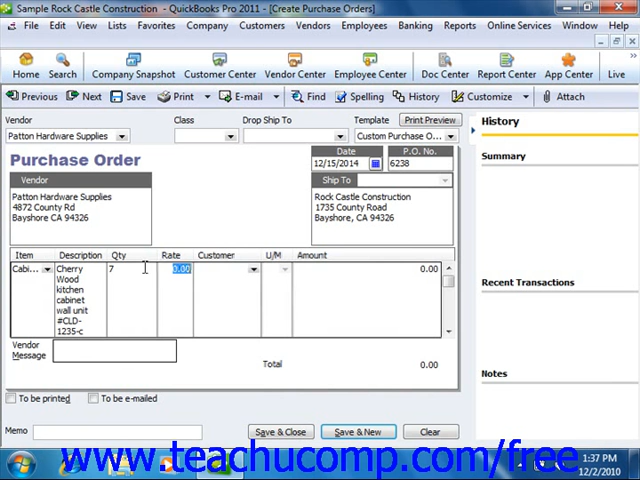 Sample Rock Castle Construction - QuickBooks Pro 2011 - [Create Purchase Orders]
File Edit View Lists Favorites Company Customers Vendors Employees Banking Reports Online Services Window Help
Home Search Company Snapshot Customer Center Vendor Center Employee Center Doc Center Report Center App Center Live
Previous Next Save Print E-mail Find Spelling History Customize Attach
Vendor Class Drop Ship To Template Print Preview
Patton Hardware Supplies Custom Purchase O...
Purchase Order
Date P.O. No.
12/15/2014 6238
Vendor Ship To
Patton Hardware Supplies
4872 County Rd
Bayshore CA 94326
Rock Castle Construction
1735 County Road
Bayshore, CA 94326
Item Description Qty Rate Customer U/M Amount
Cabi... Cherry 7 0.00 0.00
Wood
kitchen
cabinet
wall unit
#CLD-
1235-c
Vendor
Message
Total 0.00
To be printed To be e-mailed
Memo
Save & Close Save & New Clear
History
Summary
Recent Transactions
Notes
www.teachucomp.com/free
1:37 PM
12/2/2010